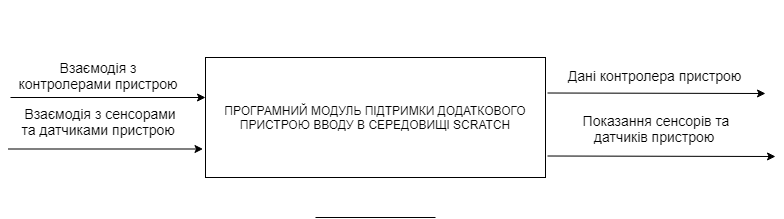 Взаємодія з
контролерами пристрою
Взаємодія з сенсорами
та датчиками пристрою
ПРОГРАМНИЙ МОДУЛЬ ПІДТРИМКИ ДОДАТКОВОГО
ПРИСТРОЮ ВВОДУ В СЕРЕДОВИЩІ SCRATCH
Дані контролера пристрою
Показання сенсорів та
датчиків пристрою